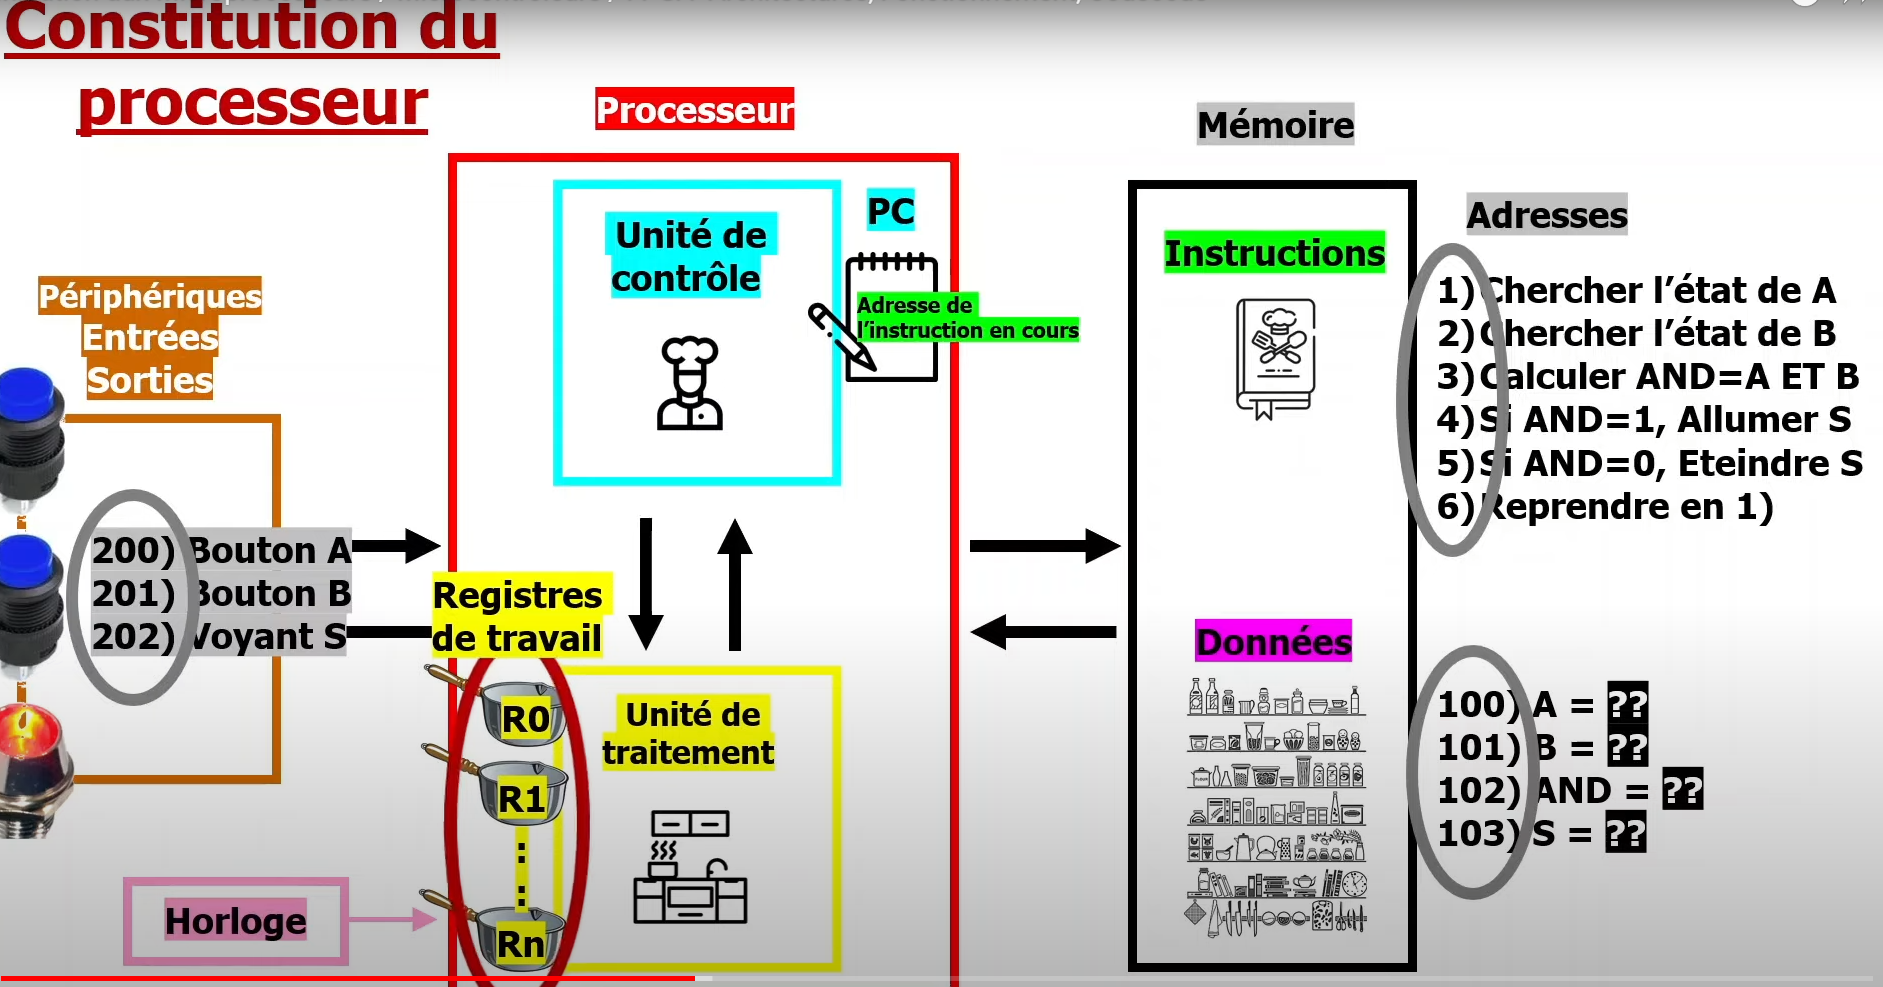 Constitution du
processeur
Processeur
Mémoire
Unité de
contrôle
PC
Adresse de
l’instruction en cours
Instructions
Adresses
1) Chercher l’état de A
2) Chercher l’état de B
3) Calculer AND=A ET B
4) Si AND=1, Allumer S
5) Si AND=0, Eteindre S
6) Reprendre en 1)
Périphériques
Entrées
Sorties
200) Bouton A
201) Bouton B
202) Voyant S
Registres
de travail
R0
R1
:
:
Rn
Unité de
traitement
Données
100) A = ??
101) B = ??
102) AND = ??
103) S = ??
Horloge